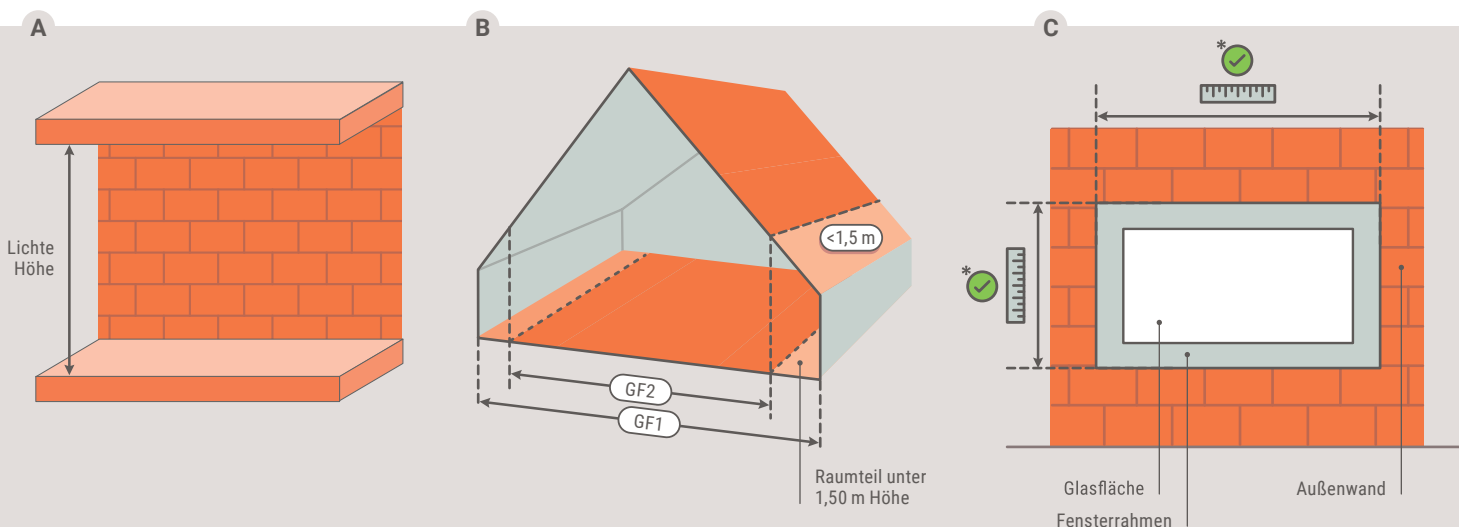 A
B
C
*
Lichte
Höhe
<1,5 m
*
GF2
GF1
Raumteil unter
1,50 m Höhe
Glasfläche
Außenwand
Fensterrahmen